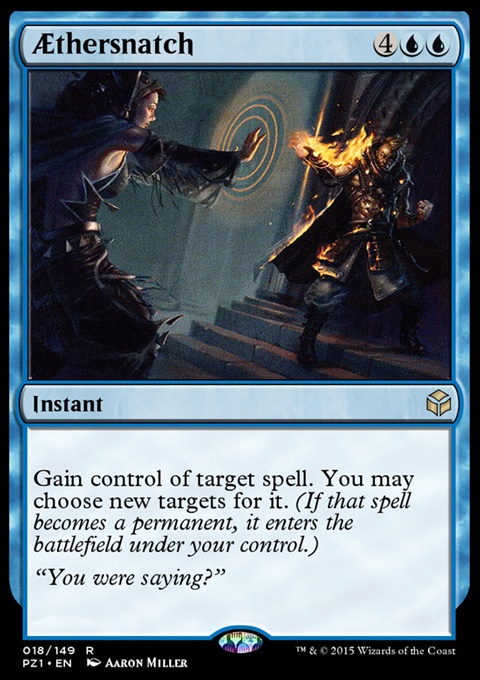 Æthersnatch 4
Instant
Gain control of target spell. You may
choose new targets for it. (If that spell
becomes a permanent, it enters the
battlefield under your control.)
“You were saying?”
018/149 R
PZ1 • EN Aaron Miller
™ & © 2015 Wizards of the Coast